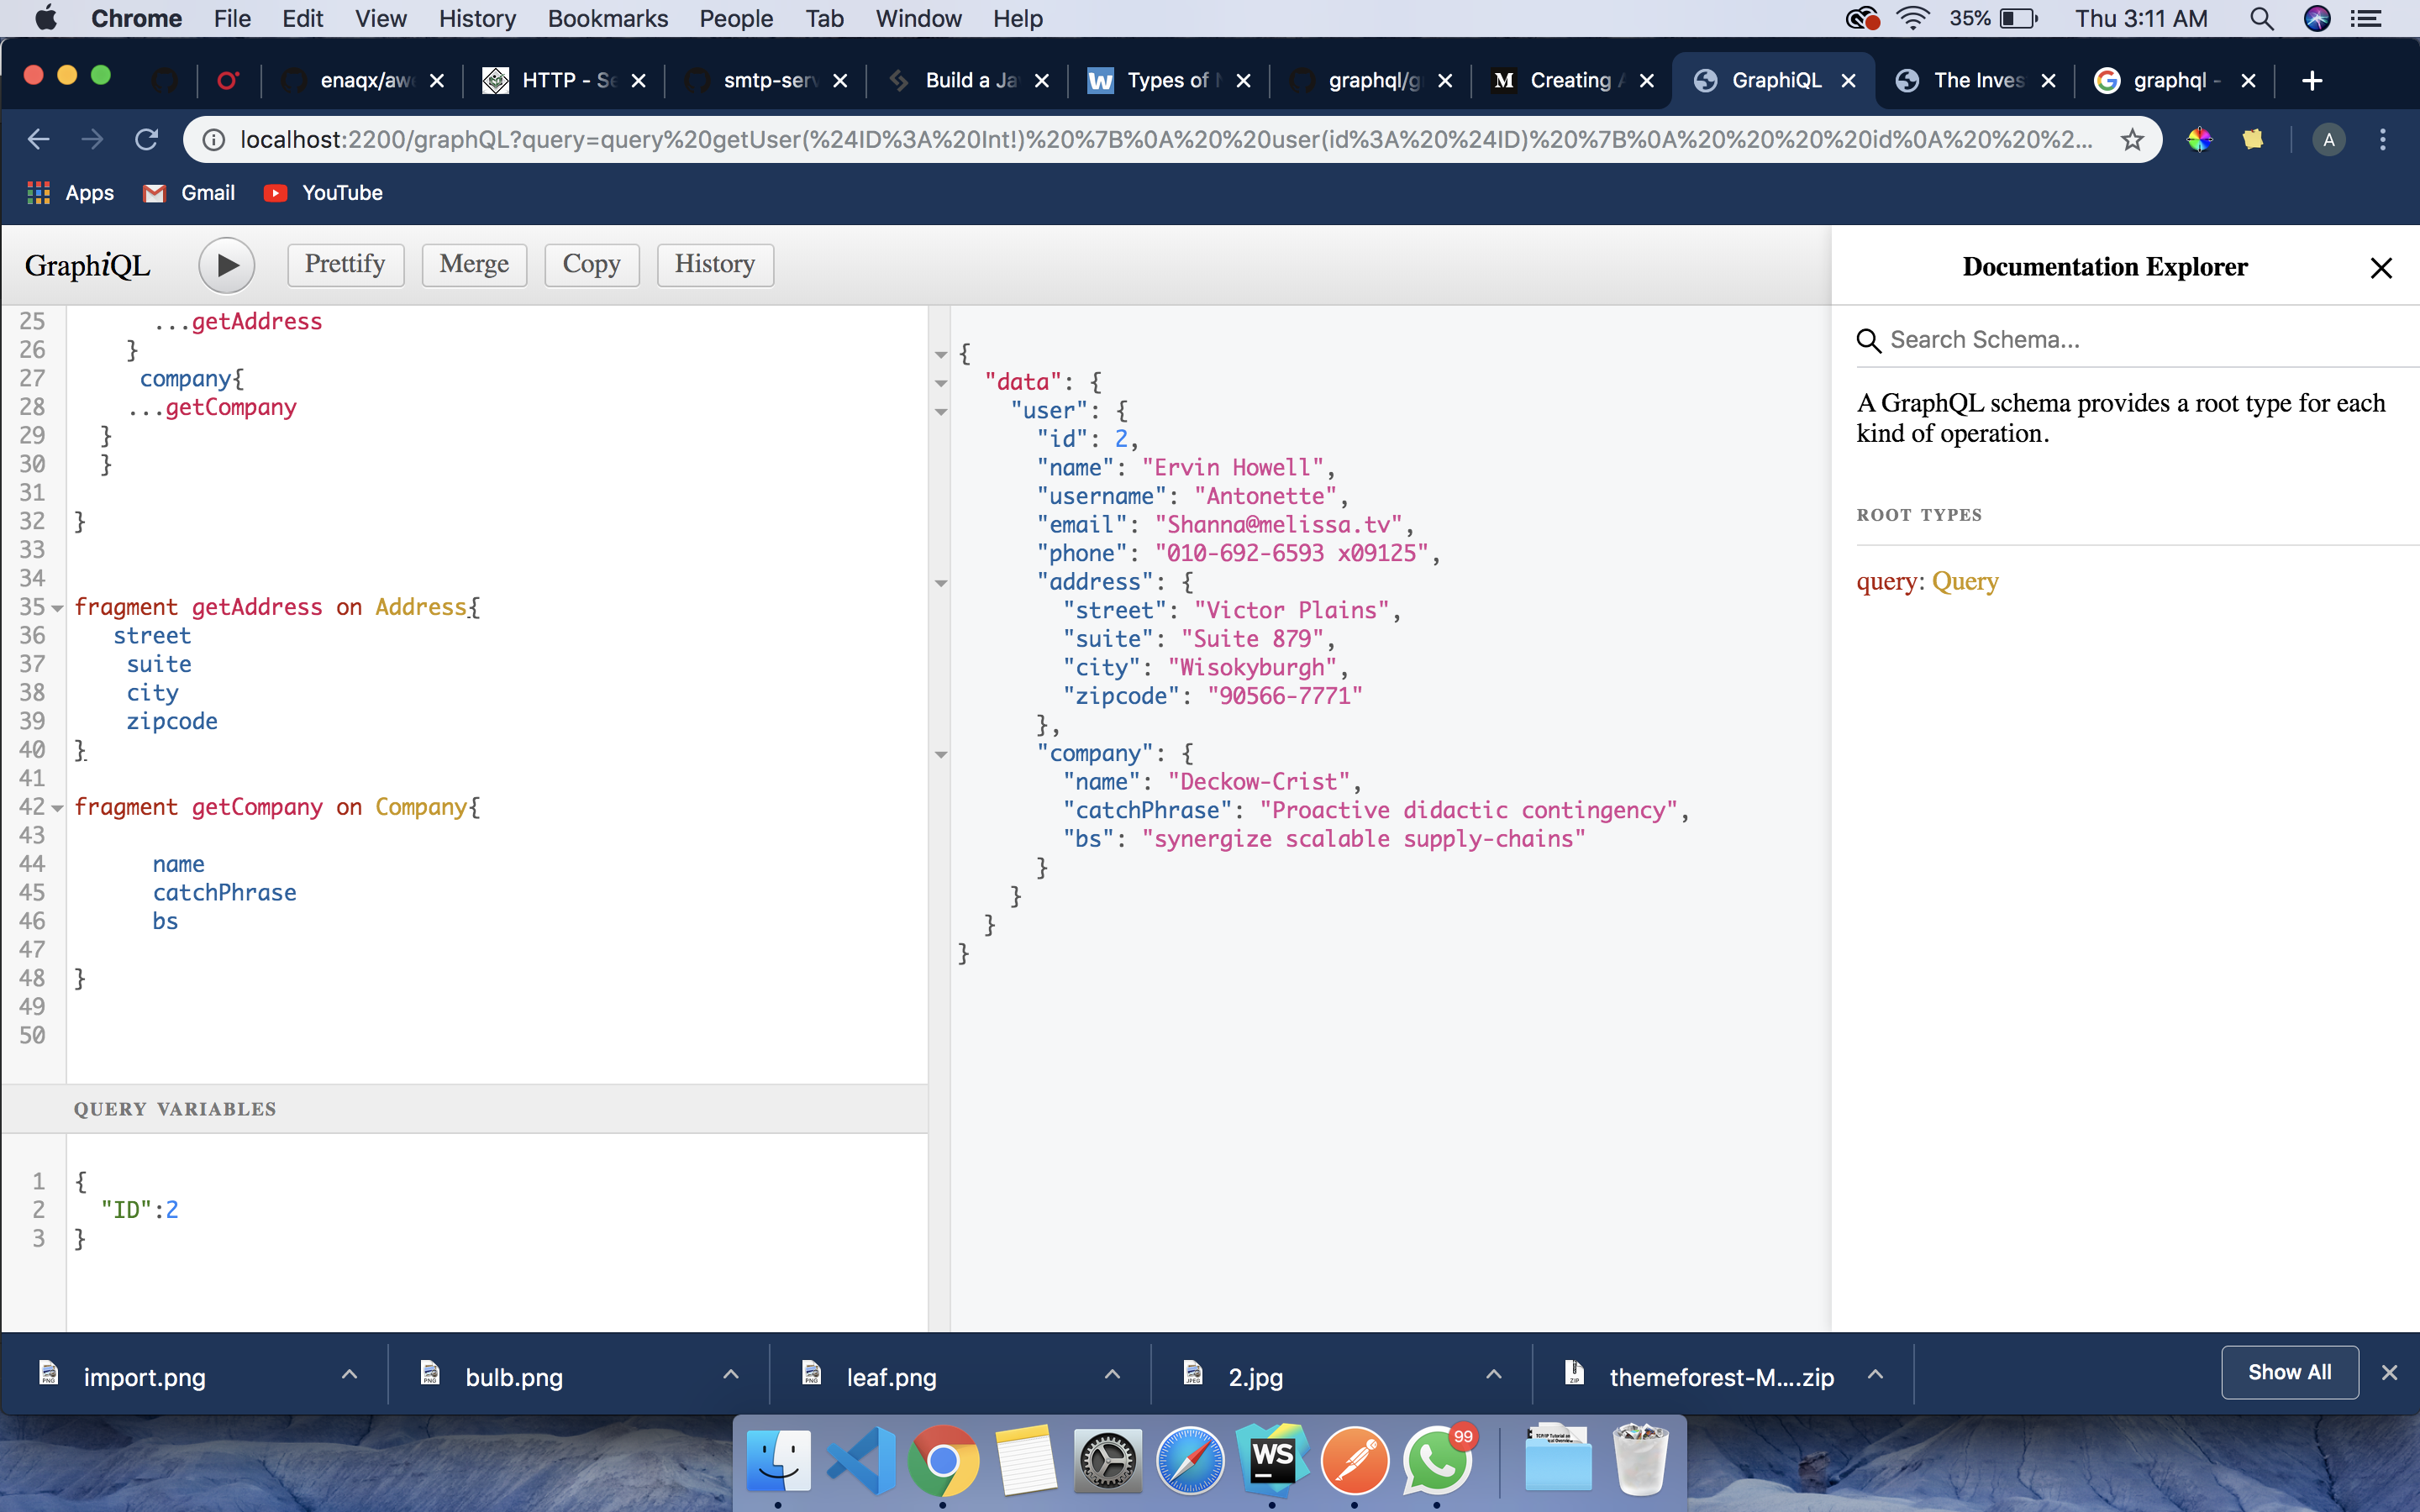 Chrome File Edit View History Bookmarks People Tab Window Help 35% Thu 3:11 AM
enaqx/aw HTTP - Se smtp-serv Build a Ja Types of graphql/g Creating GraphiQL The Inves graphql -
localhost:2200/graphQL?query=query%20getUser(%24ID%3A%20Int!)%20%7B%0A%20%20user(id%3A%20%24ID)%20%7B%0A%20%20%20%20id%0A%20%20%2... A
Apps Gmail YouTube
GraphiQL Prettify Merge Copy History
25 ...getAddress
26 }
27 company{
28 ...getCompany
29 }
30 }
31
32 }
33
34
35 fragment getAddress on Address{
36 street
37 suite
38 city
39 zipcode
40 }
41
42 fragment getCompany on Company{
43
44 name
45 catchPhrase
46 bs
47
48 }
49
50
QUERY VARIABLES
1 {
2 "ID":2
3 }
{
"data": {
"user": {
"id": 2,
"name": "Ervin Howell",
"username": "Antonette",
"email": "Shanna@melissa.tv",
"phone": "010-692-6593 x09125",
"address": {
"street": "Victor Plains",
"suite": "Suite 879",
"city": "Wisokyburgh",
"zipcode": "90566-7771"
},
"company": {
"name": "Deckow-Crist",
"catchPhrase": "Proactive didactic contingency",
"bs": "synergize scalable supply-chains"
}
}
}
}
Documentation Explorer
Search Schema...
A GraphQL schema provides a root type for each
kind of operation.
ROOT TYPES
query: Query
import.png bulb.png leaf.png 2.jpg themeforest-M....zip Show All
WS 99